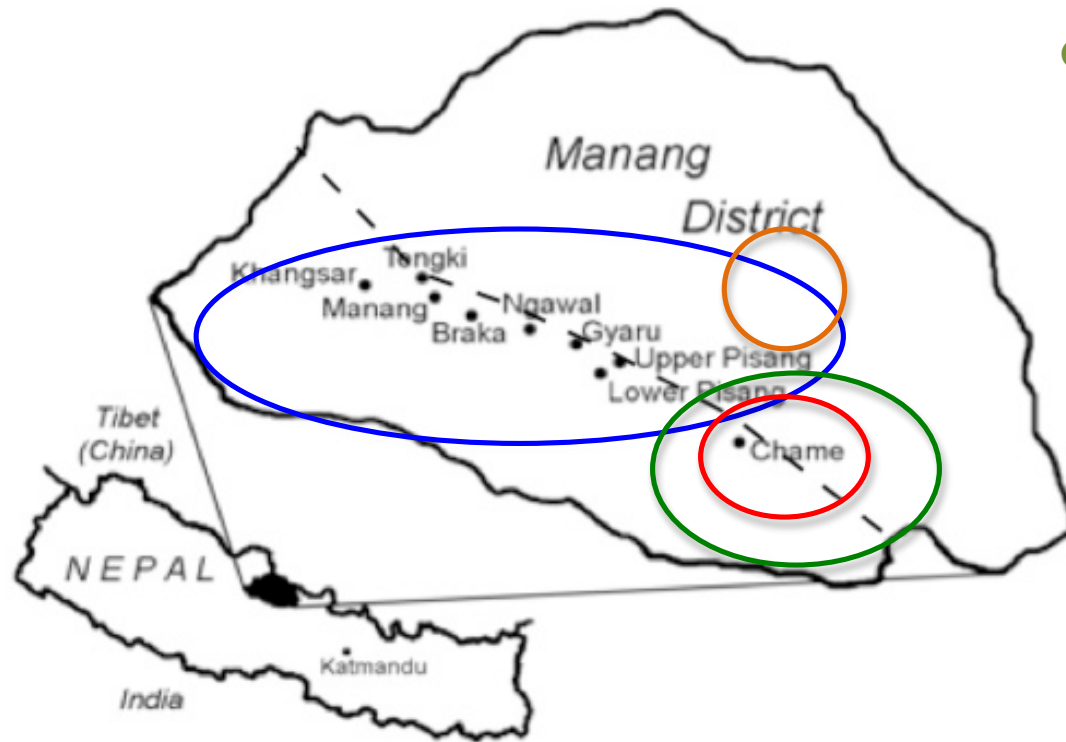 Manang
District
Tengki
Khangsar
Manang
Ngawal
Braka
Gyaru
Upper Pisang
Lower Pisang
Chame
Tibet
(China)
NEPAL
Katmandu
India